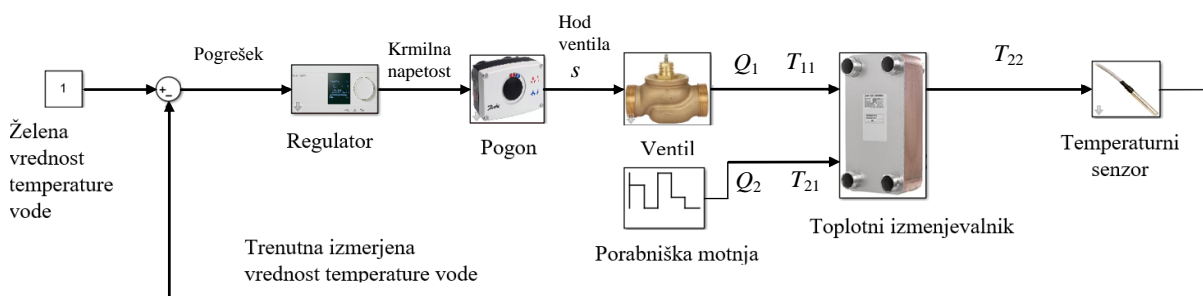 Hod
ventila
s
Pogrešek
Krmilna
napetost
Q1
T11
T22
1
+
-
Želena
vrednost
temperature
vode
Regulator
Pogon
Ventil
Temperaturni
senzor
Q2
T21
Toplotni izmenjevalnik
Porabniška motnja
Trenutna izmerjena
vrednost temperature vode